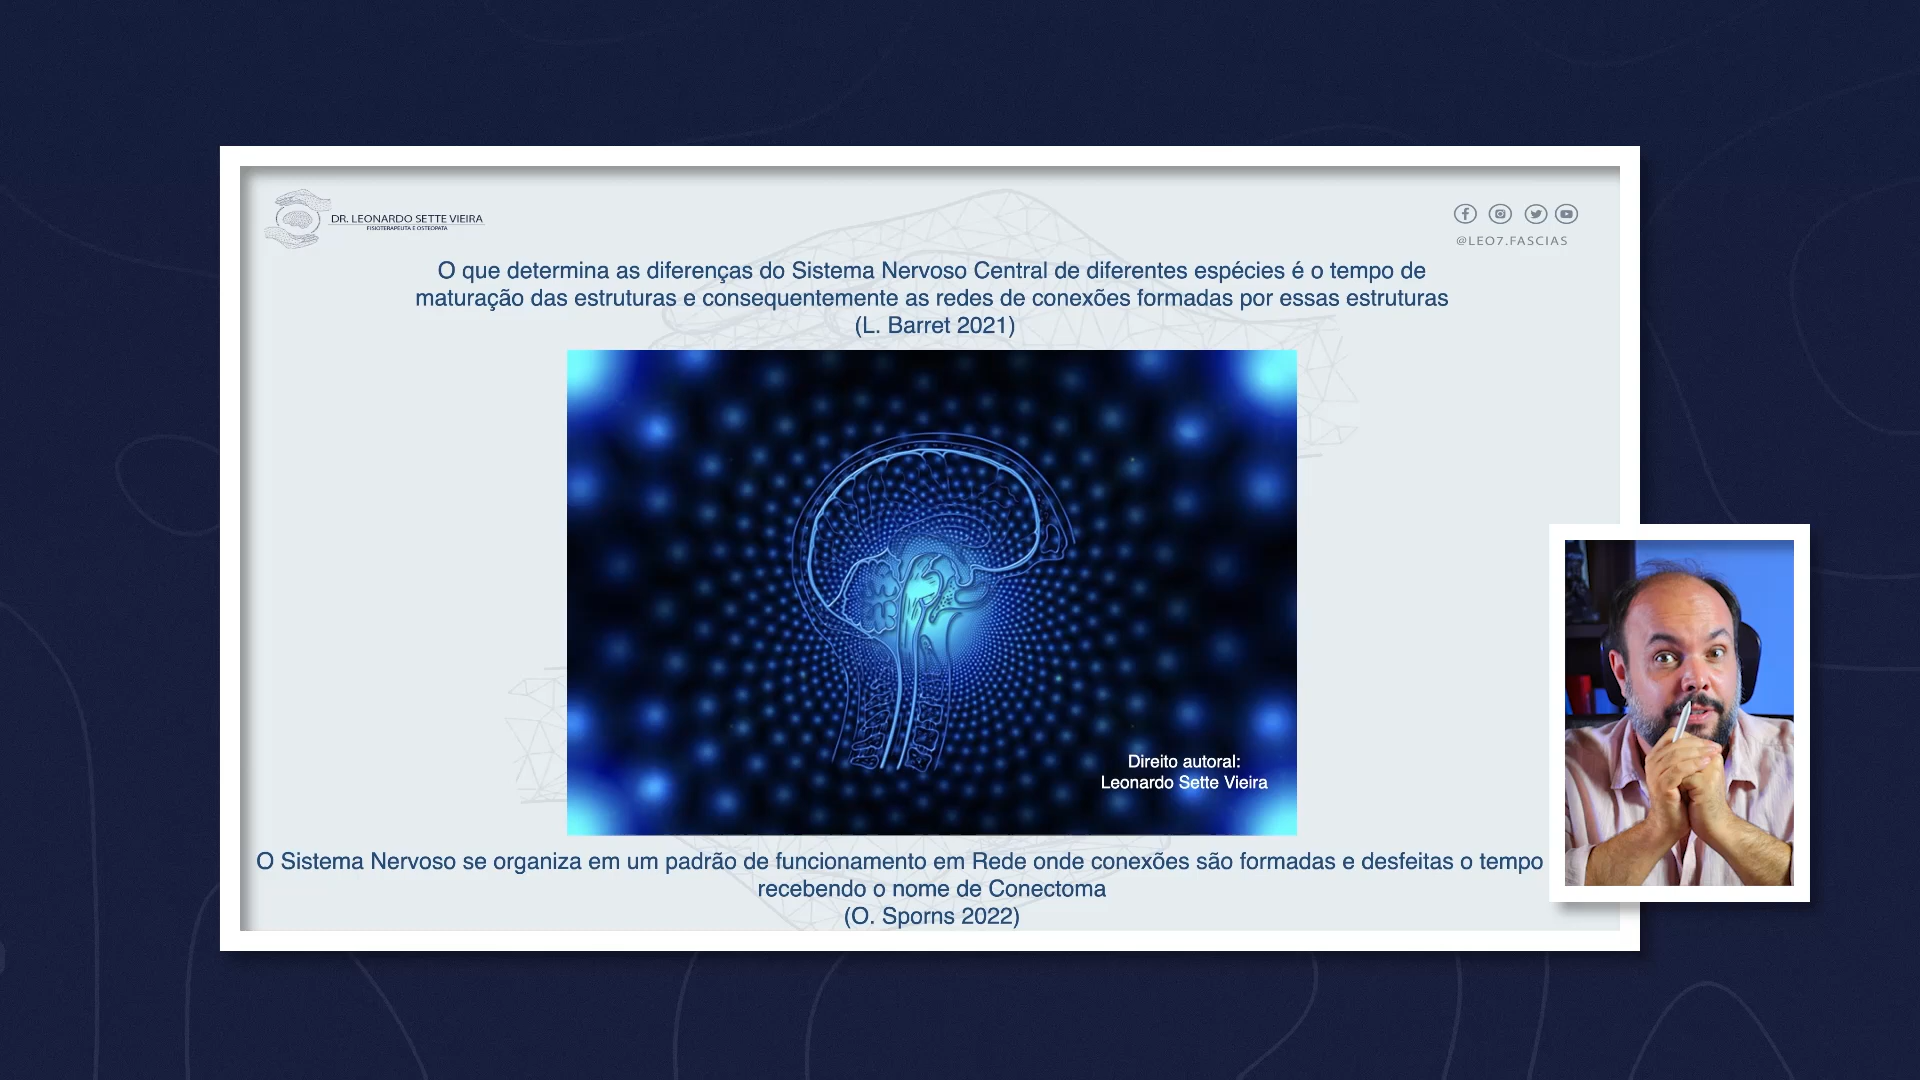 DR. LEONARDO SETTE VIEIRA
FISIOTERAPEUTA E OSTEOPATA
@LEO7.FASCIAS
O que determina as diferenças do Sistema Nervoso Central de diferentes espécies é o tempo de
maturação das estruturas e consequentemente as redes de conexões formadas por essas estruturas
(L. Barret 2021)
Direito autoral:
Leonardo Sette Vieira
O Sistema Nervoso se organiza em um padrão de funcionamento em Rede onde conexões são formadas e desfeitas o tempo
recebendo o nome de Conectoma
(O. Sporns 2022)